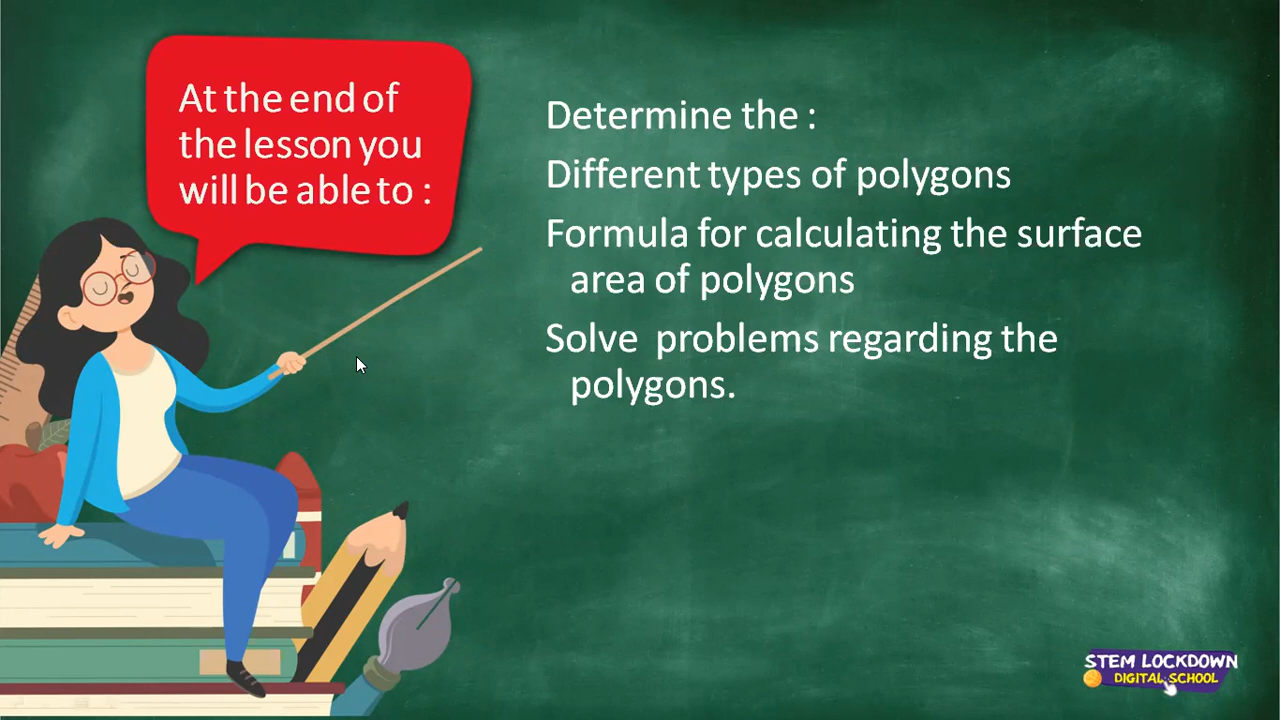 At the end of
the lesson you
will be able to :
Determine the :
Different types of polygons
Formula for calculating the surface
area of polygons
Solve  problems regarding the
polygons.
STEM LOCKDOWN
DIGITAL SCHOOL